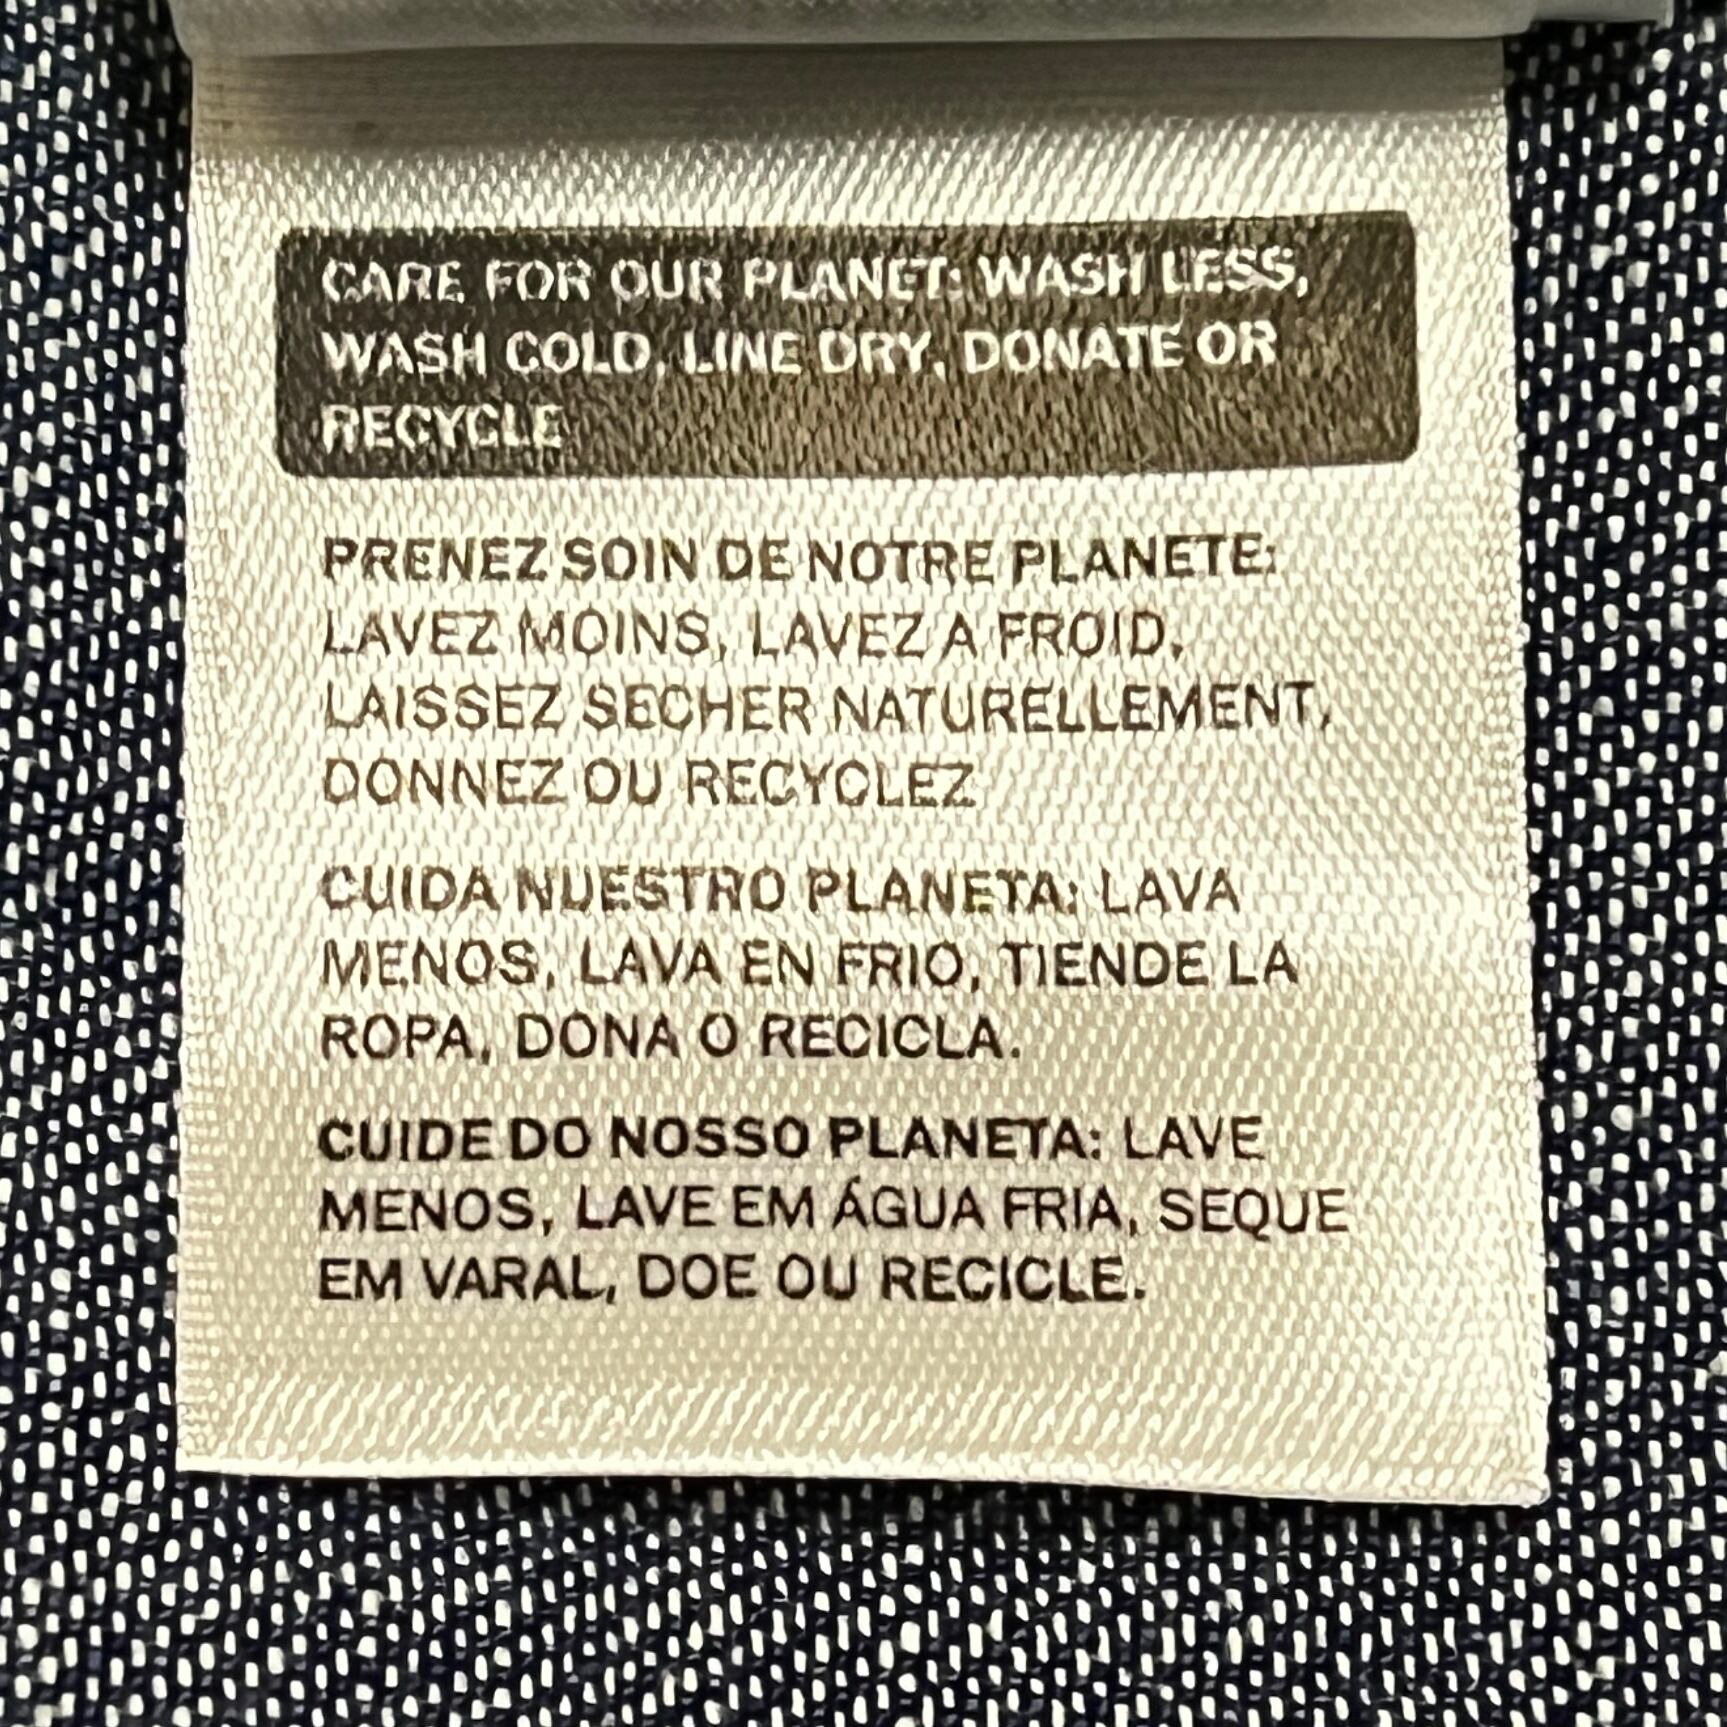 CARE FOR OUR PLANET: WASH LESS,
WASH COLD, LINE DRY, DONATE OR
RECYCLE
PRENEZ SOIN DE NOTRE PLANETE:
LAVEZ MOINS, LAVEZ A FROID,
LAISSEZ SECHER NATURELLEMENT,
DONNEZ OU RECYCLEZ
CUIDA NUESTRO PLANETA: LAVA
MENOS, LAVA EN FRIO, TIENDE LA
ROPA, DONA O RECICLA.
CUIDE DO NOSSO PLANETA: LAVE
MENOS, LAVE EM ÁGUA FRIA, SEQUE
EM VARAL, DOE OU RECICLE.